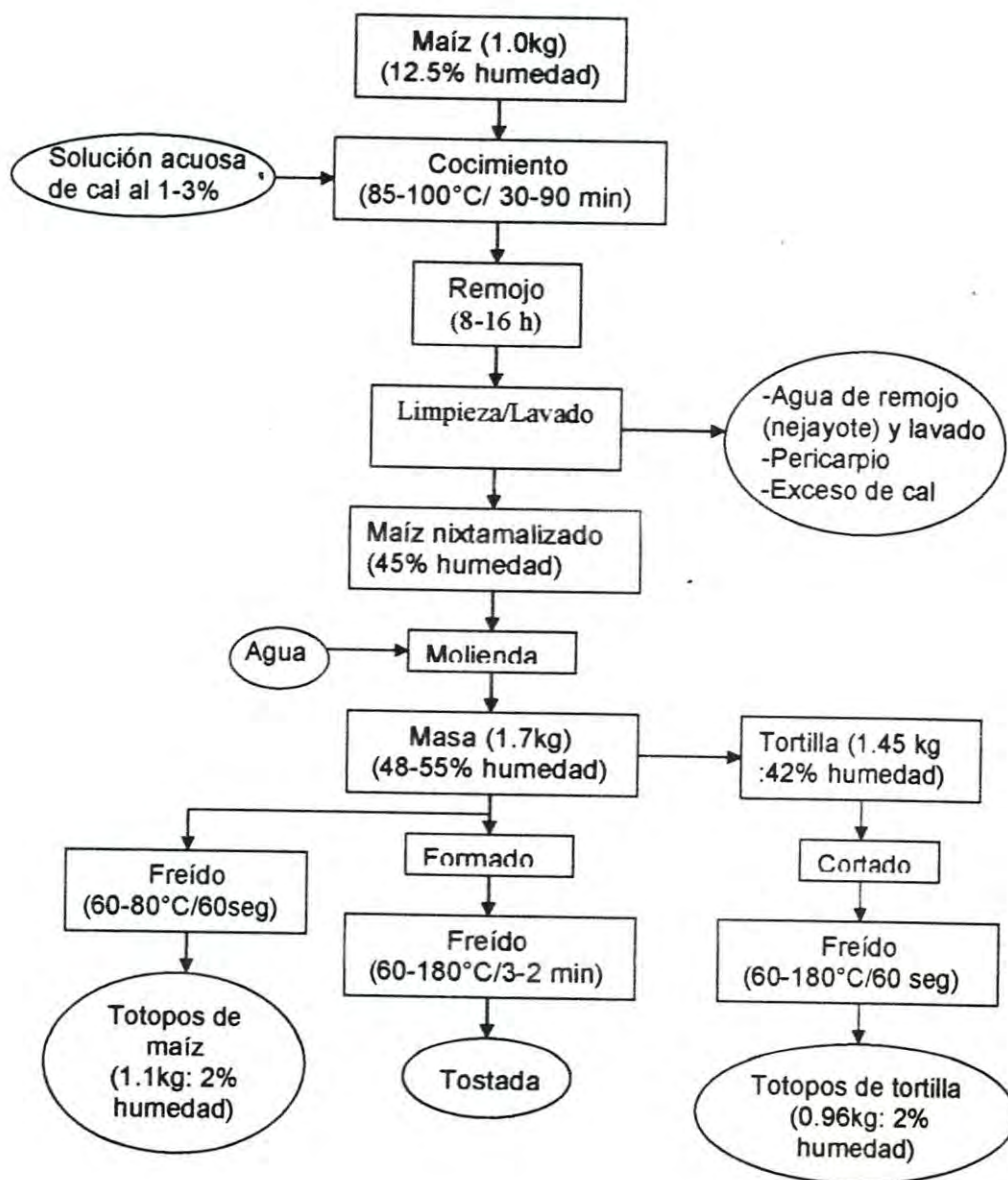 Maíz (1.0kg)
(12.5% humedad)
Solución acuosa
de cal al 1-3%
Cocimiento
(85-100°C/ 30-90 min)
Remojo
(8-16 h)
Limpieza/Lavado
-Agua de remojo
(nejayote) y lavado
-Pericarpio
-Exceso de cal
Maíz nixtamalizado
(45% humedad)
Agua
Molienda
Masa (1.7kg)
(48-55% humedad)
Tortilla (1.45 kg
:42% humedad)
Formado
Cortado
Freído
(60-80°C/60seg)
Freído
(60-180°C/3-2 min)
Freído
(60-180°C/60 seg)
Totopos de
maíz
(1.1kg: 2%
humedad)
Tostada
Totopos de tortilla
(0.96kg: 2%
humedad)